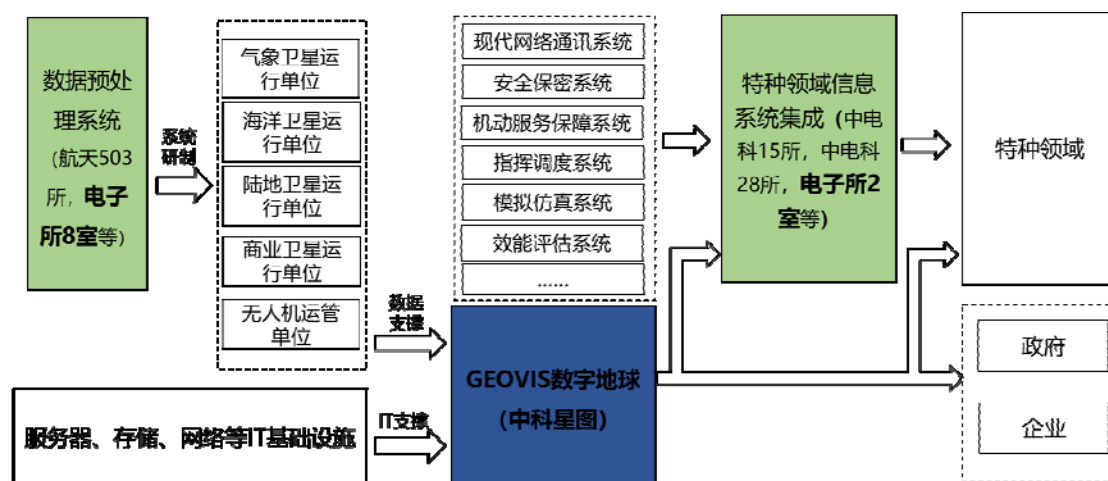 数据预处
理系统
（航天503
所，电子
所8室等）
系统
研制
气象卫星运
行单位
海洋卫星运
行单位
陆地卫星运
行单位
商业卫星运
行单位
无人机运管
单位
数据
支撑
服务器、存储、网络等IT基础设施
IT支撑
现代网络通讯系统
安全保密系统
机动服务保障系统
指挥调度系统
模拟仿真系统
效能评估系统
......
GEOVIS数字地球
（中科星图）
特种领域信息
系统集成（中电
科15所，中电科
28所，电子所2
室等）
特种领域
政府
企业